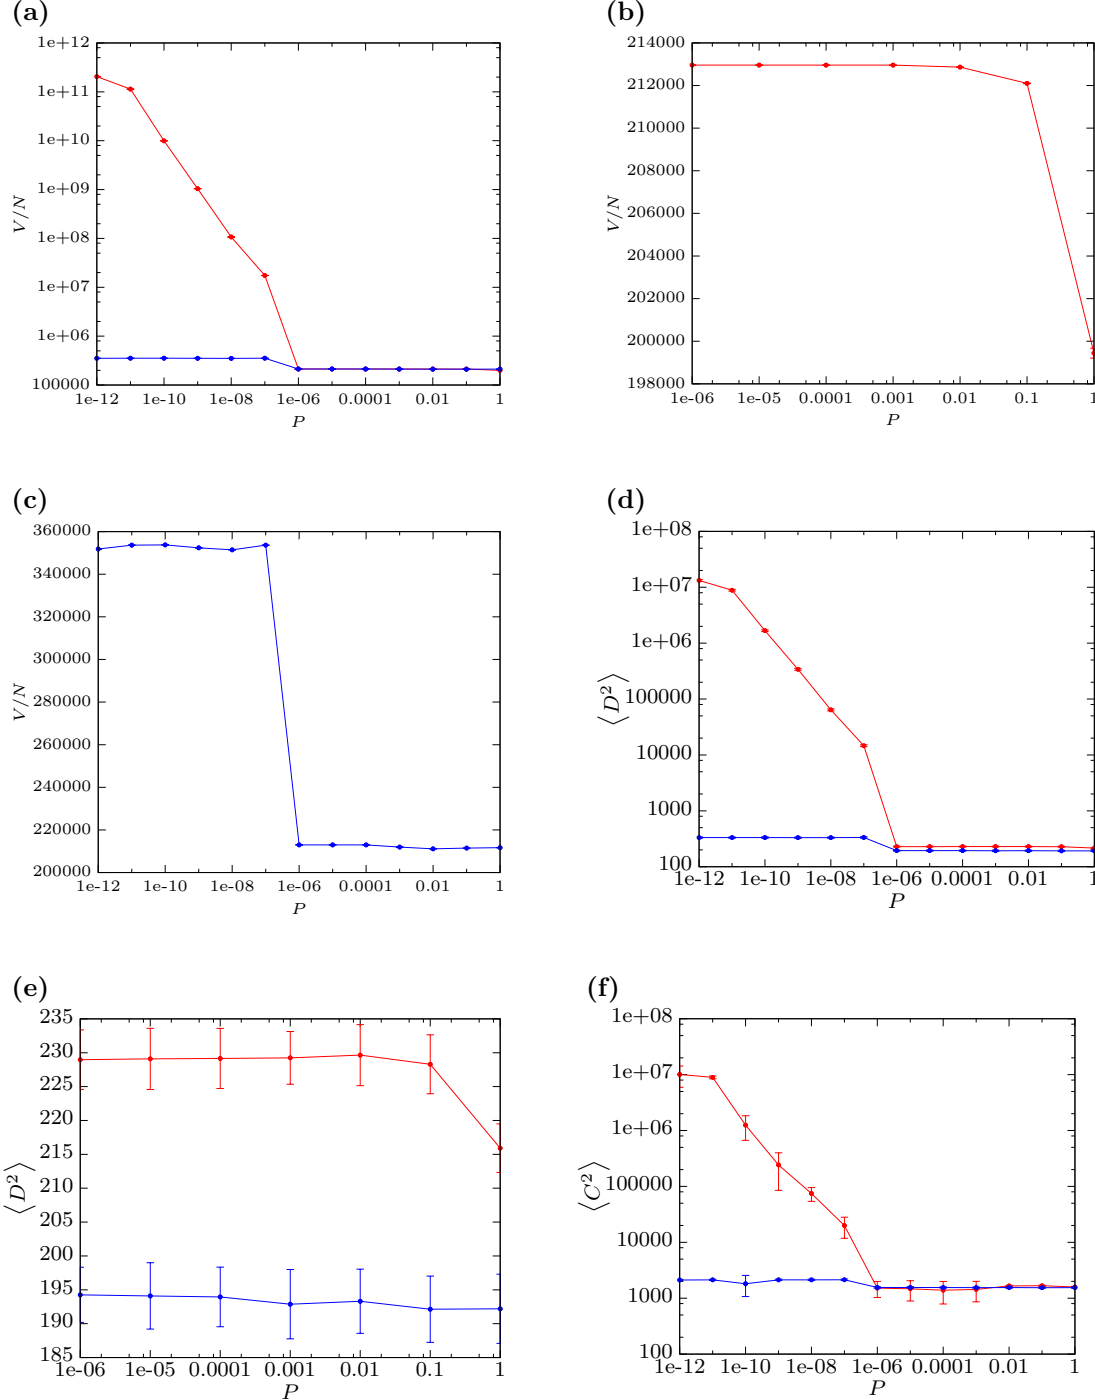 (a)
1e+12
1e+11
1e+10
1e+09
1e+08
1e+07
1e+06
100000
V/N
1e-12 1e-10 1e-08 1e-06 0.0001 0.01 1
P
(b)
214000
212000
210000
208000
206000
204000
202000
200000
198000
V/N
1e-06 1e-05 0.0001 0.001 0.01 0.1 1
P
(c)
360000
340000
320000
300000
280000
260000
240000
220000
200000
V/N
1e-12 1e-10 1e-08 1e-06 0.0001 0.01 1
P
(d)
1e+08
1e+07
1e+06
100000
10000
1000
100
⟨D²⟩
1e-12 1e-10 1e-08 1e-06 0.0001 0.01 1
P
(e)
235
230
225
220
215
210
205
200
195
190
185
⟨D²⟩
1e-06 1e-05 0.0001 0.001 0.01 0.1 1
P
(f)
1e+08
1e+07
1e+06
100000
10000
1000
100
⟨C²⟩
1e-12 1e-10 1e-08 1e-06 0.0001 0.01 1
P